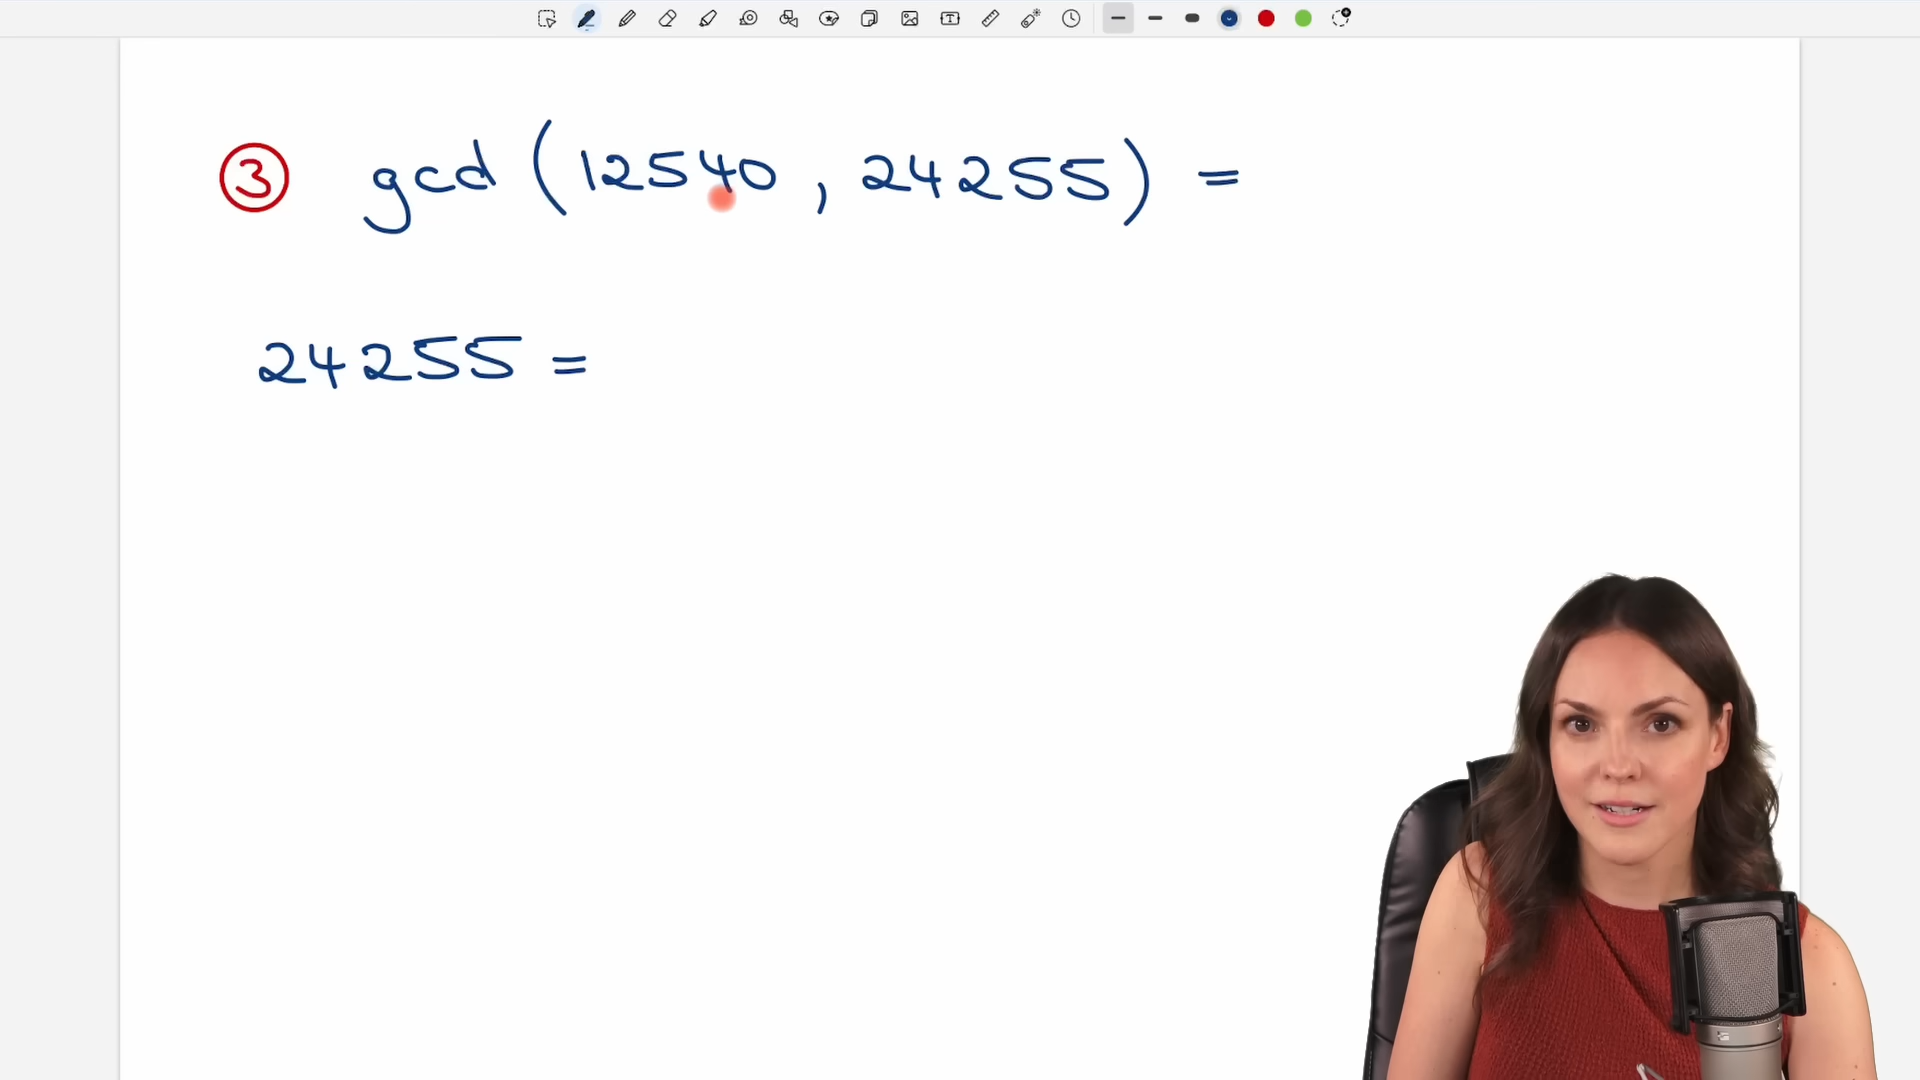 ③ gcd (12540, 24255) =
24255 =